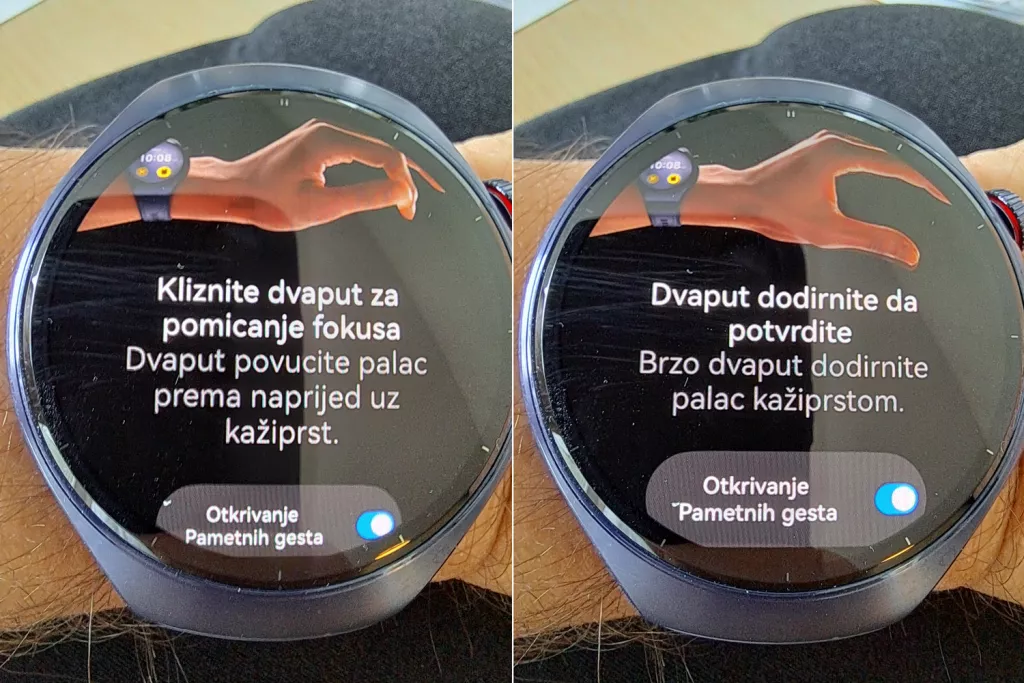 10:08
Kliznite dvaput za
pomicanje fokusa
Dvaput povucite palac
prema naprijed uz
kažiprst.
Otkrivanje
Pametnih gesta
10:08
Dvaput dodirnite da
potvrdite
Brzo dvaput dodirnite
palac kažiprstom.
Otkrivanje
Pametnih gesta